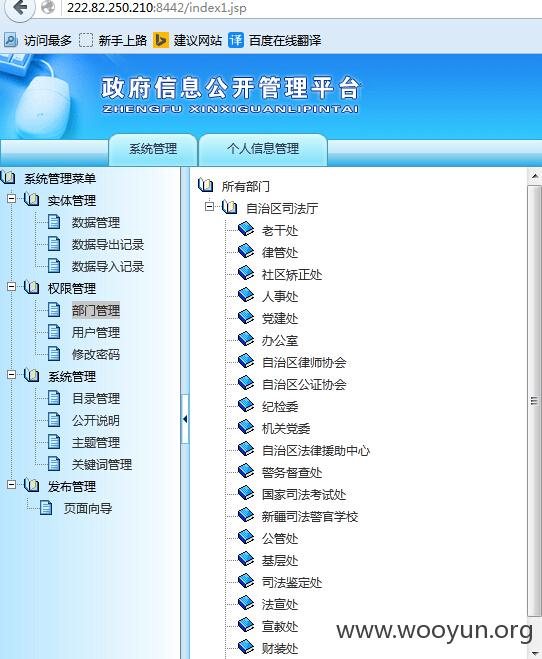 222.82.250.210:8442/index1.jsp
访问最多 新手上路 建议网站 译 百度在线翻译
政府信息公开管理平台
ZHENGFU XINXIGUANLIPINTAI
系统管理 个人信息管理
系统管理菜单
实体管理
数据管理
数据导出记录
数据导入记录
权限管理
部门管理
用户管理
修改密码
系统管理
目录管理
公开说明
主题管理
关键词管理
发布管理
页面向导
所有部门
自治区司法厅
老干处
律管处
社区矫正处
人事处
党建处
办公室
自治区律师协会
自治区公证协会
纪检委
机关党委
自治区法律援助中心
警务督查处
国家司法考试处
新疆司法警官学校
公管处
基层处
司法鉴定处
法宣处
宣教处
财装处
www.wooyun.org